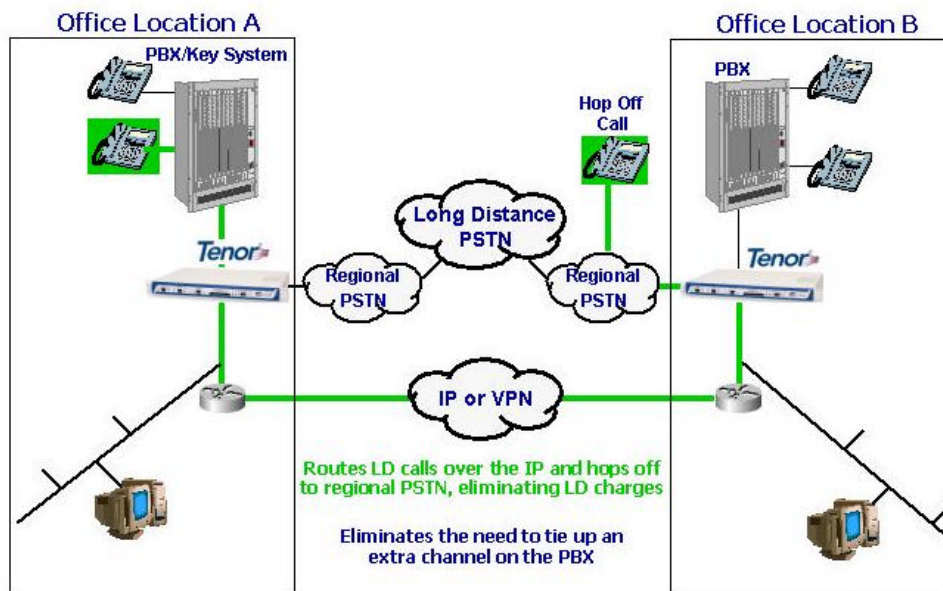 Office Location A
Office Location B
PBX/Key System
PBX
Hop Off
Call
Long Distance
PSTN
Tenor
Tenor
Regional
PSTN
Regional
PSTN
IP or VPN
Routes LD calls over the IP and hops off
to regional PSTN, eliminating LD charges
Eliminates the need to tie up an
extra channel on the PBX